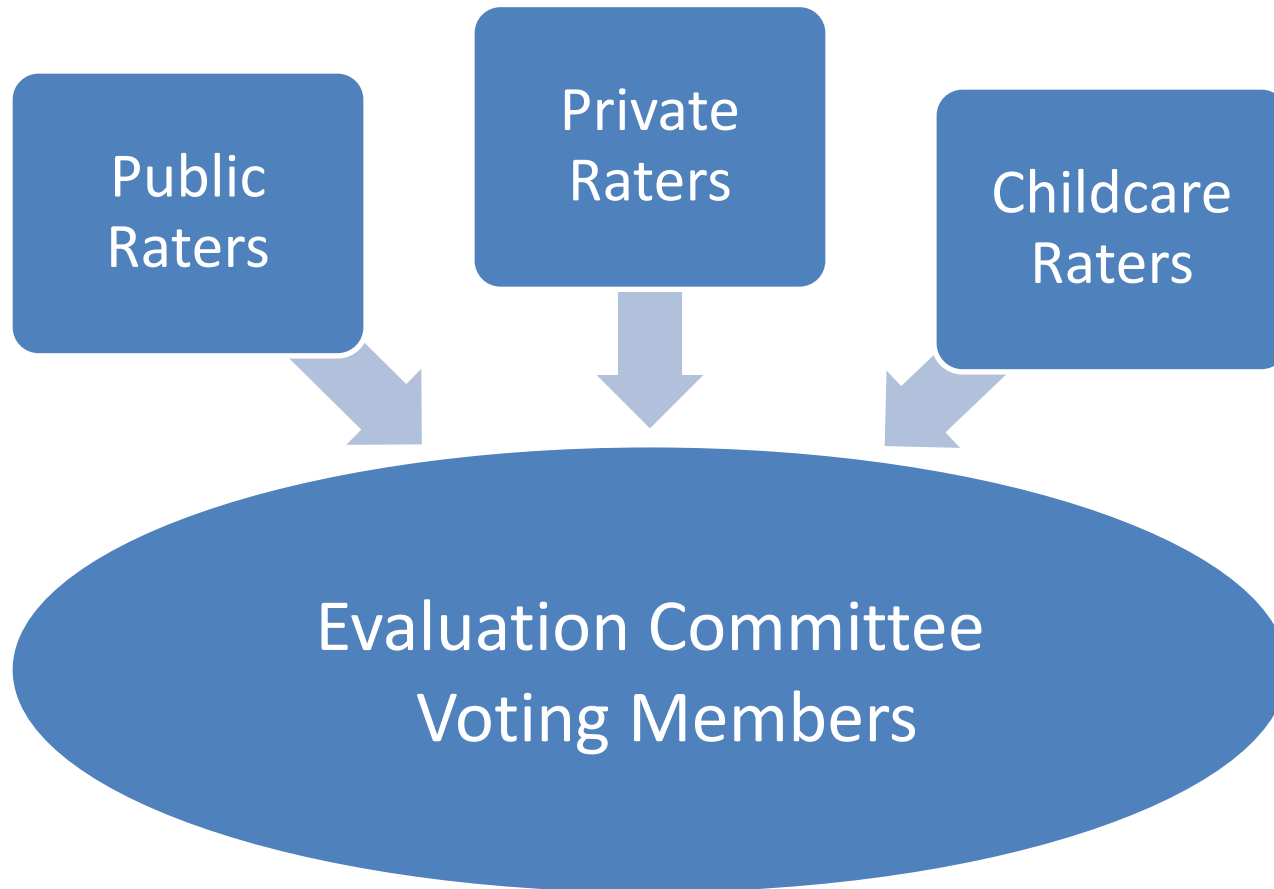 Public
Raters
Private
Raters
Childcare
Raters
Evaluation Committee
Voting Members